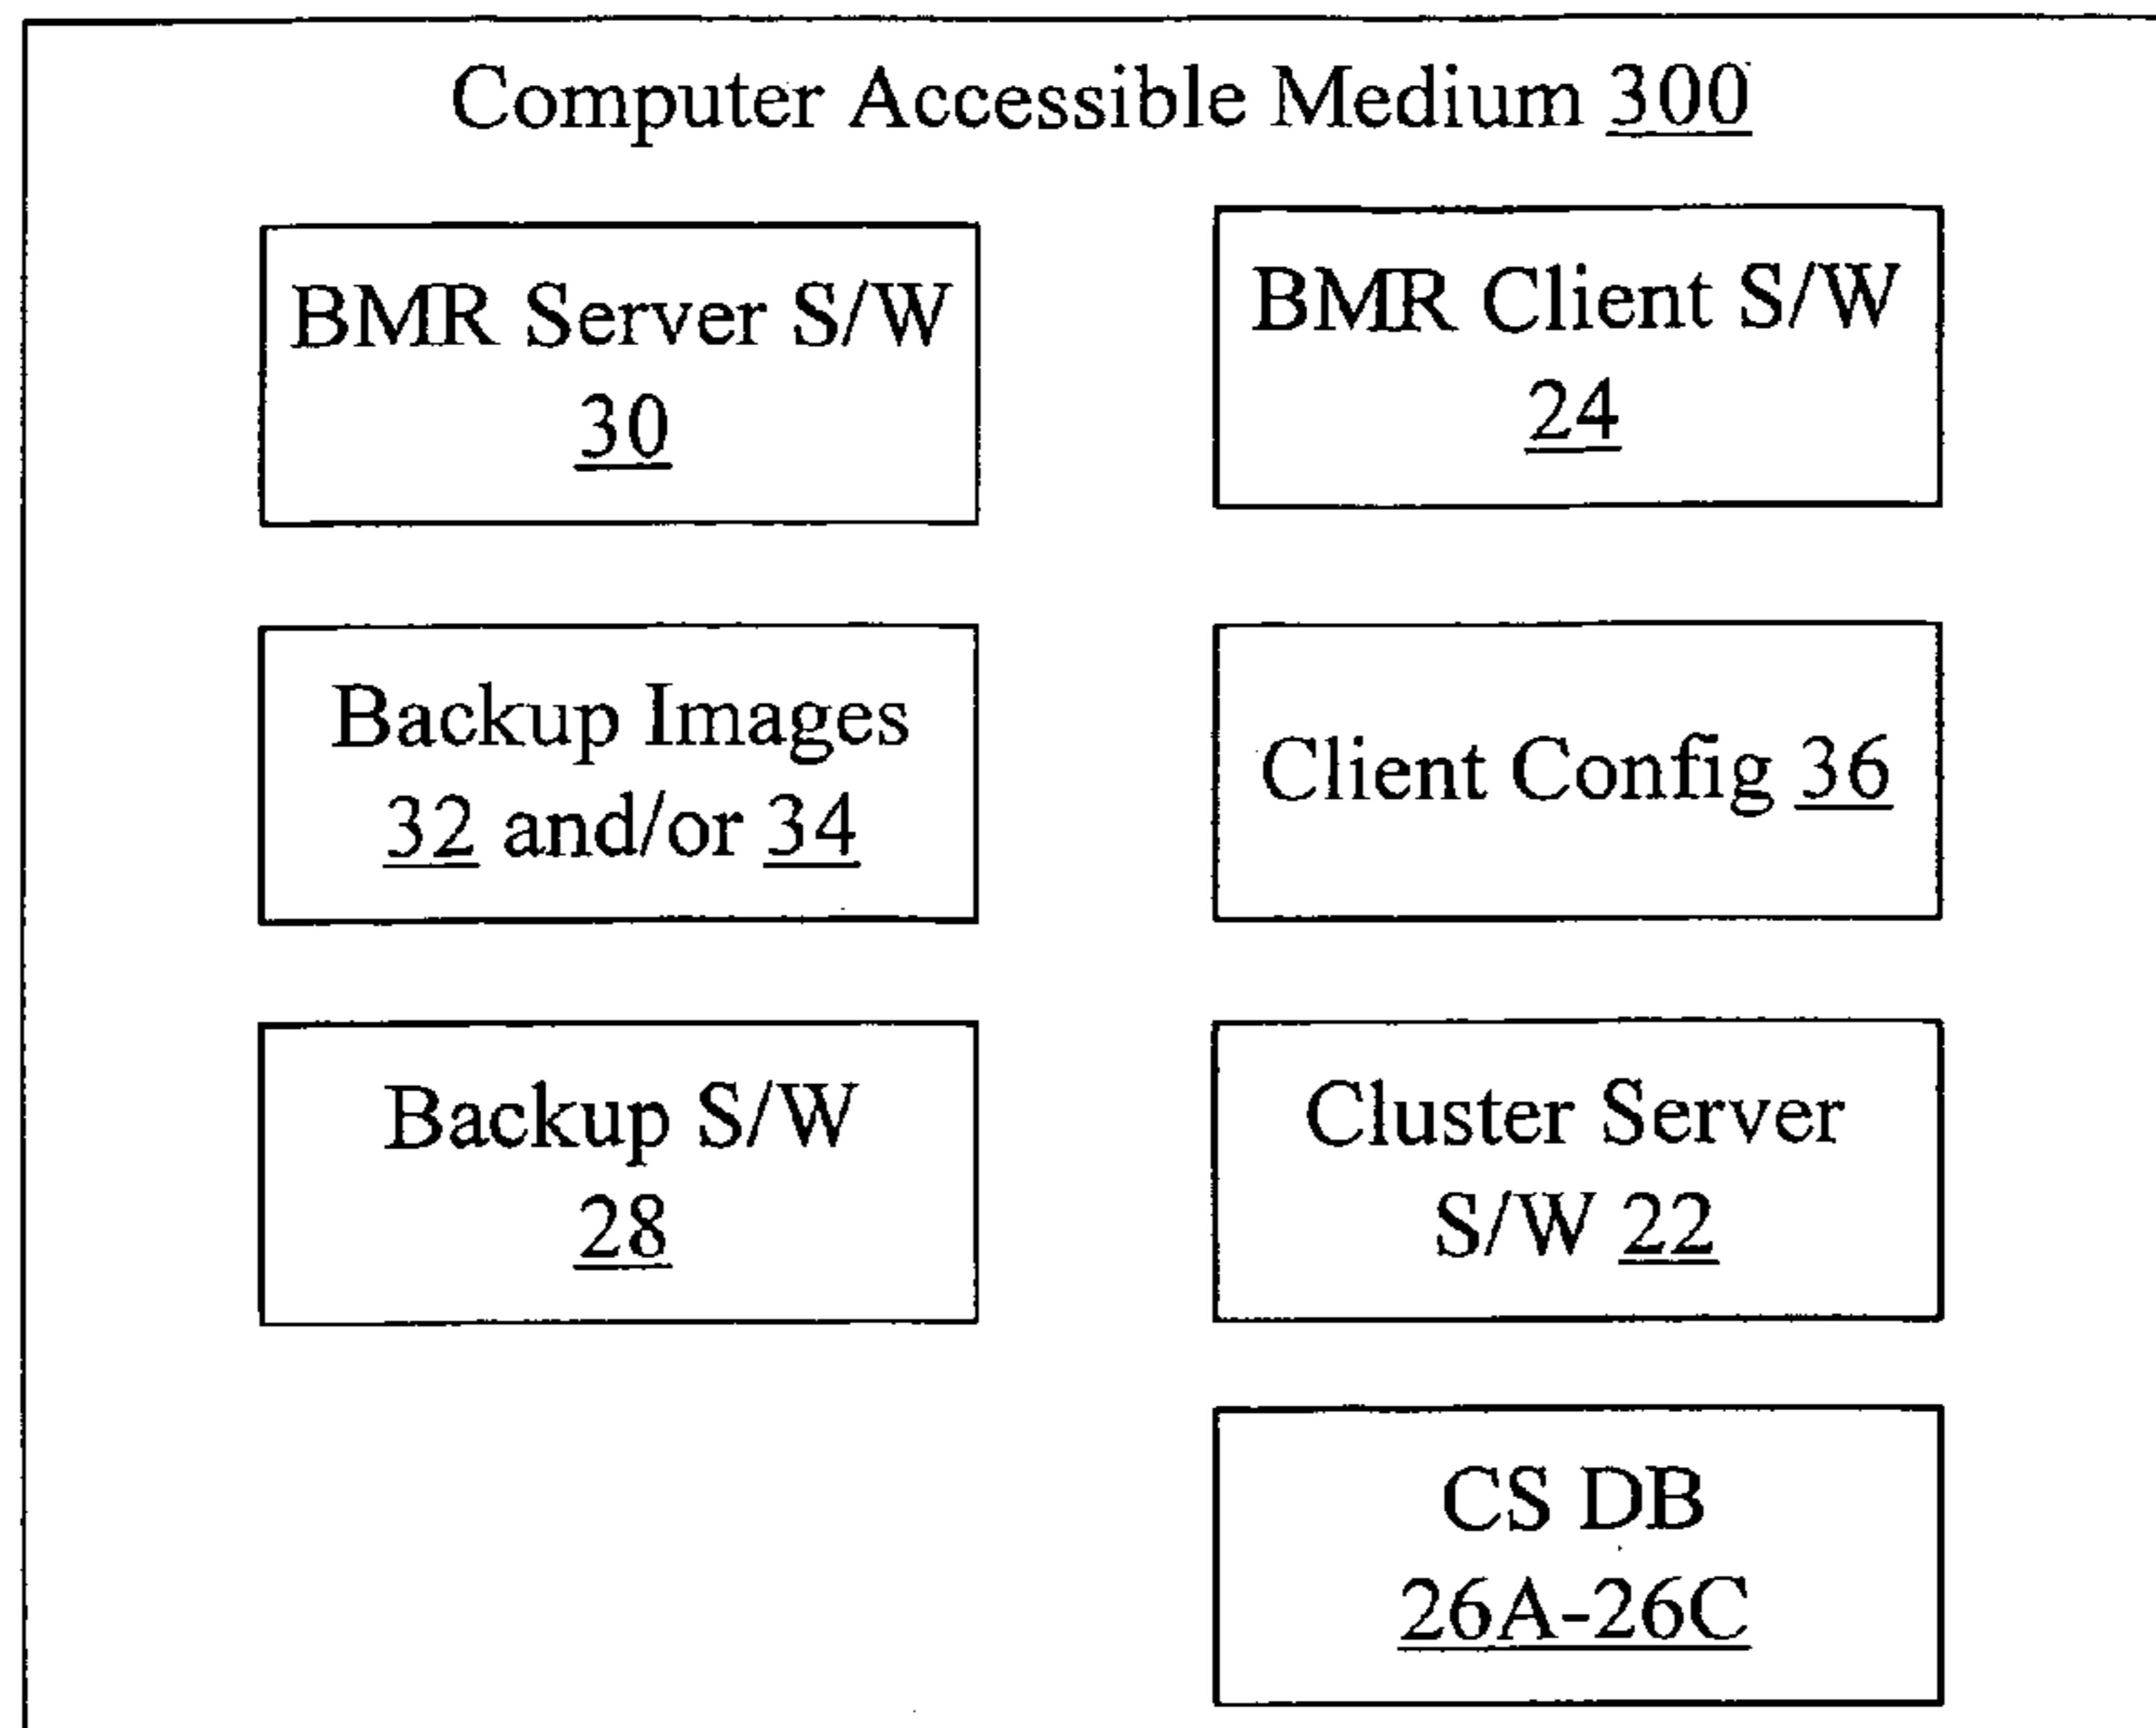 Computer Accessible Medium 300
BMR Server S/W
30
BMR Client S/W
24
Backup Images
32 and/or 34
Client Config 36
Backup S/W
28
Cluster Server
S/W 22
CS DB
26A-26C